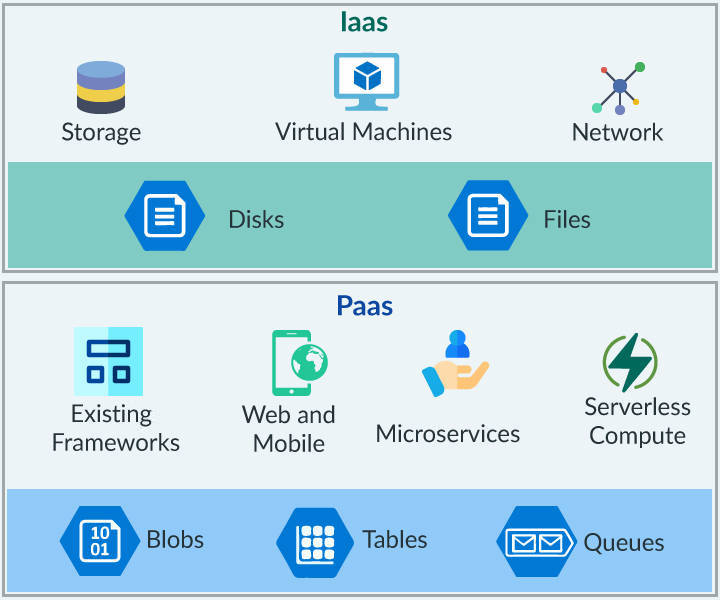 Iaas
Storage
Virtual Machines
Network
Disks
Files
Paas
Existing
Frameworks
Web and
Mobile
Microservices
Serverless
Compute
10
01
Blobs
Tables
Queues